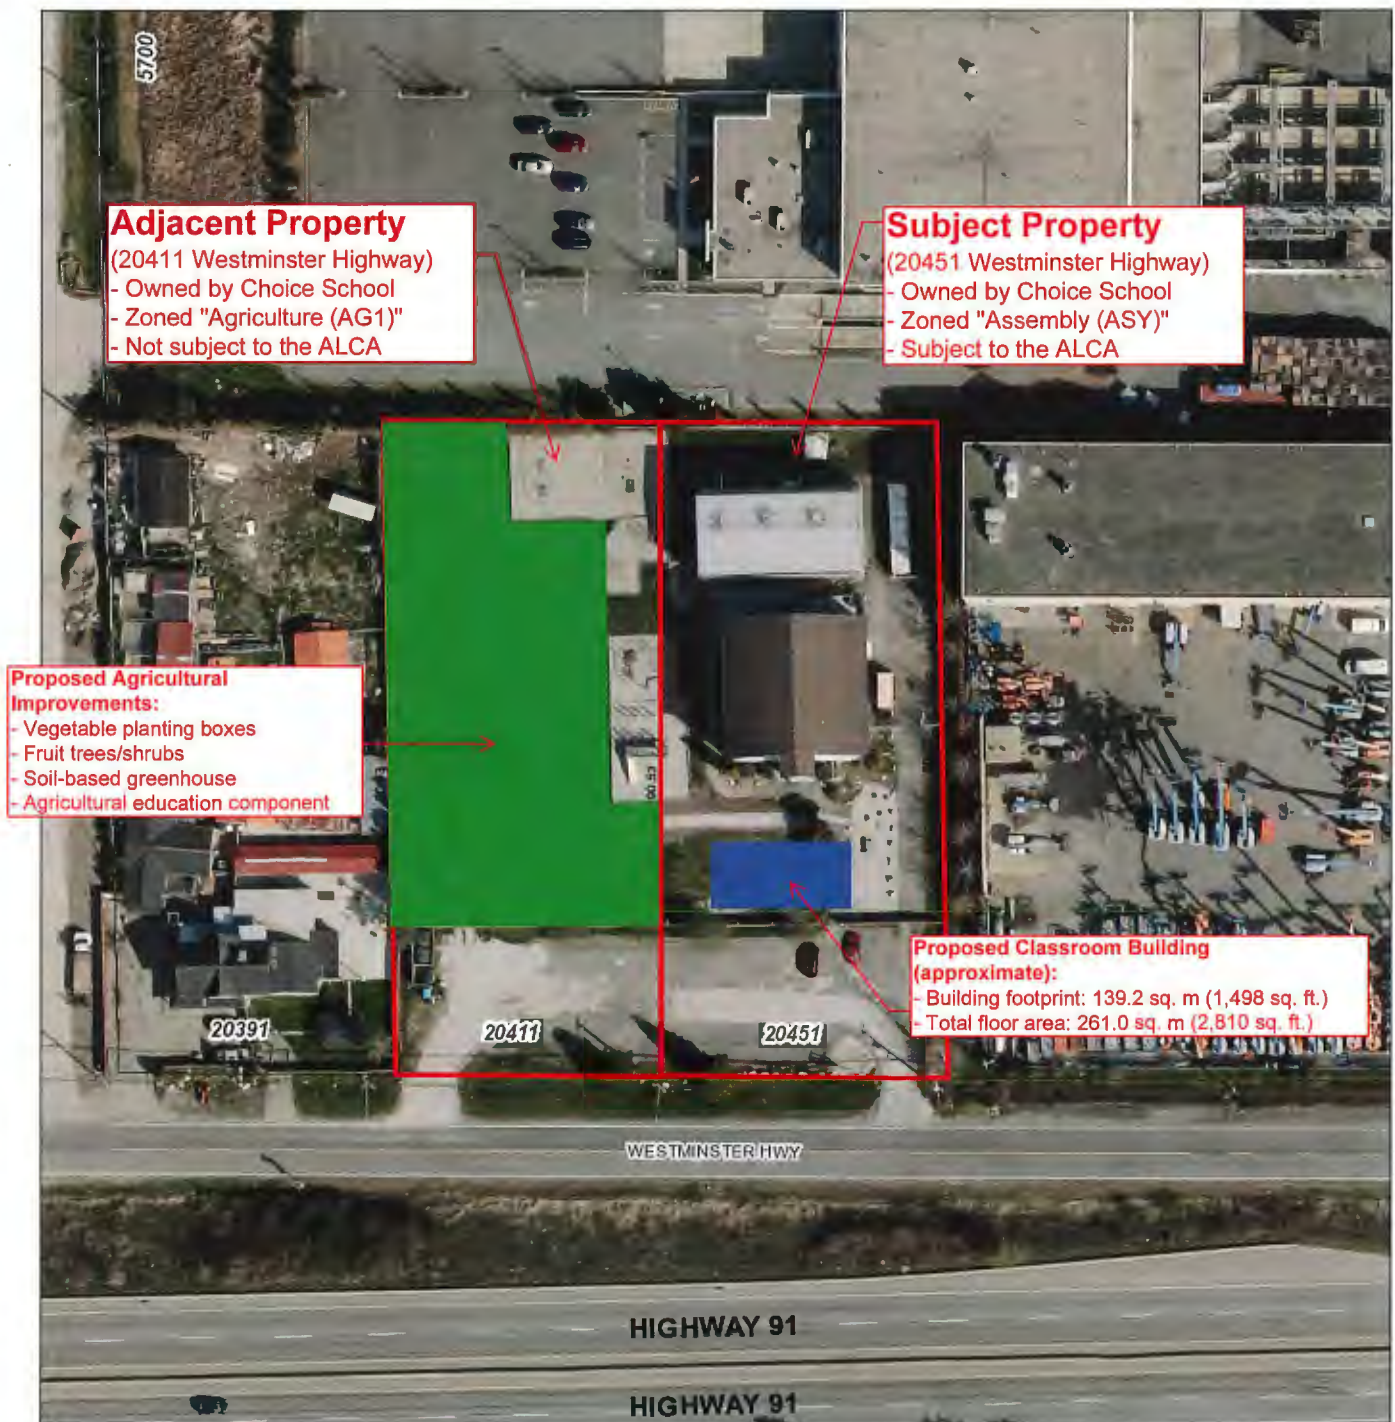 5700
Adjacent Property
(20411 Westminster Highway)
- Owned by Choice School
- Zoned "Agriculture (AG1)"
- Not subject to the ALCA
Subject Property
(20451 Westminster Highway)
- Owned by Choice School
- Zoned "Assembly (ASY)"
- Subject to the ALCA
Proposed Agricultural
Improvements:
- Vegetable planting boxes
- Fruit trees/shrubs
- Soil-based greenhouse
- Agricultural education component
Proposed Classroom Building
(approximate):
- Building footprint: 139.2 sq. m (1,498 sq. ft.)
- Total floor area: 261.0 sq. m (2,810 sq. ft.)
20391
20411
20451
WESTMINSTER HWY
HIGHWAY 91
HIGHWAY 91